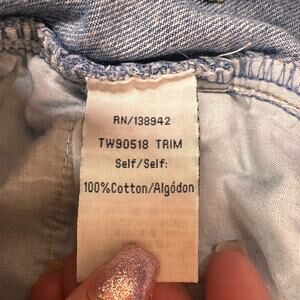 RN/138942
TW90518 TRIM
Self/Self:
100%Cotton/Algódon